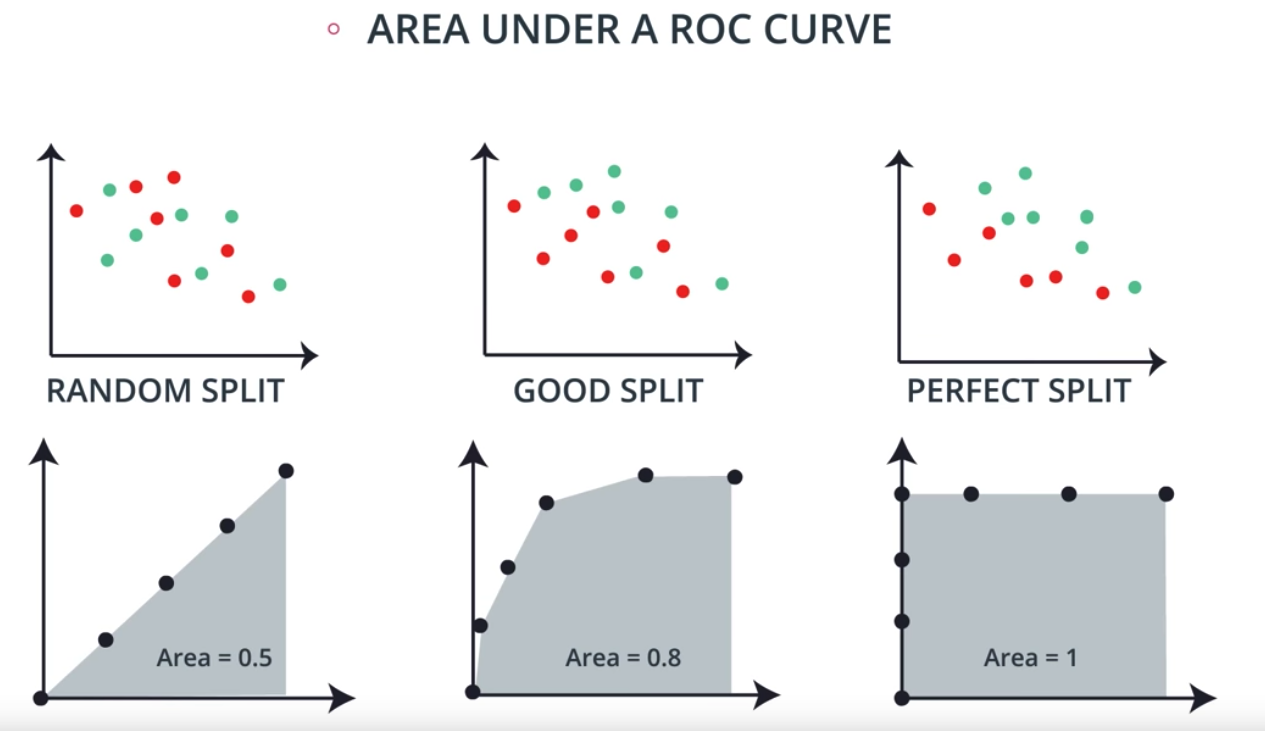 AREA UNDER A ROC CURVE
RANDOM SPLIT
GOOD SPLIT
PERFECT SPLIT
Area = 0.5
Area = 0.8
Area = 1